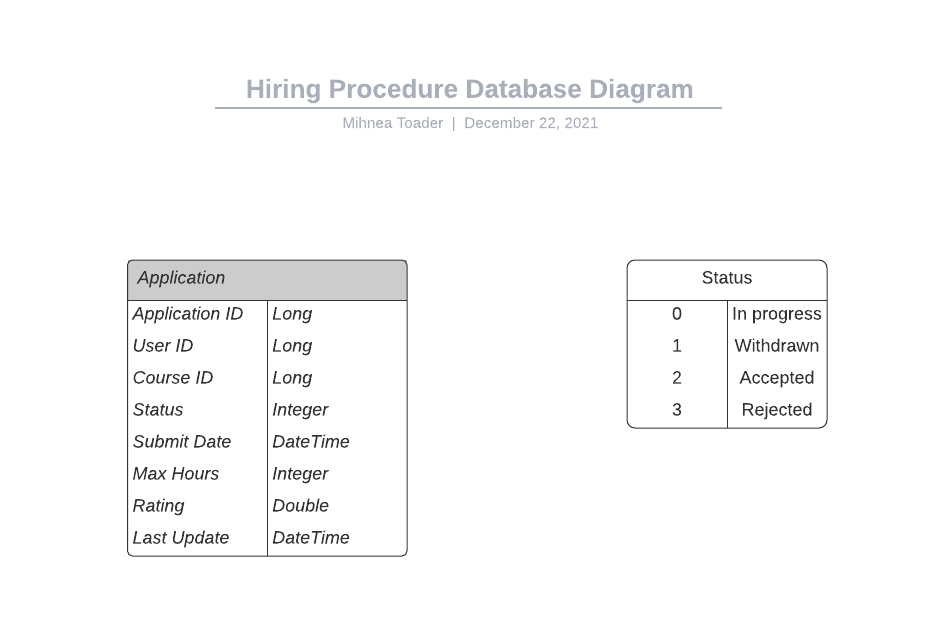 Hiring Procedure Database Diagram
Mihnea Toader | December 22, 2021
Application
Application ID Long
User ID Long
Course ID Long
Status Integer
Submit Date DateTime
Max Hours Integer
Rating Double
Last Update DateTime
Status
0 In progress
1 Withdrawn
2 Accepted
3 Rejected